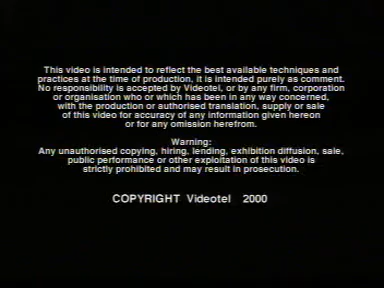 This video is intended to reflect the best available techniques and
practices at the time of production, it is intended purely as comment.
No responsibility is accepted by Videotel, or by any firm, corporation
or organisation who or which has been in any way concerned,
with the production or authorised translation, supply or sale
of this video for accuracy of any information given hereon
or for any omission herefrom.
Warning:
Any unauthorised copying, hiring, lending, exhibition diffusion, sale,
public performance or other exploitation of this video is
strictly prohibited and may result in prosecution.
COPYRIGHT Videotel 2000